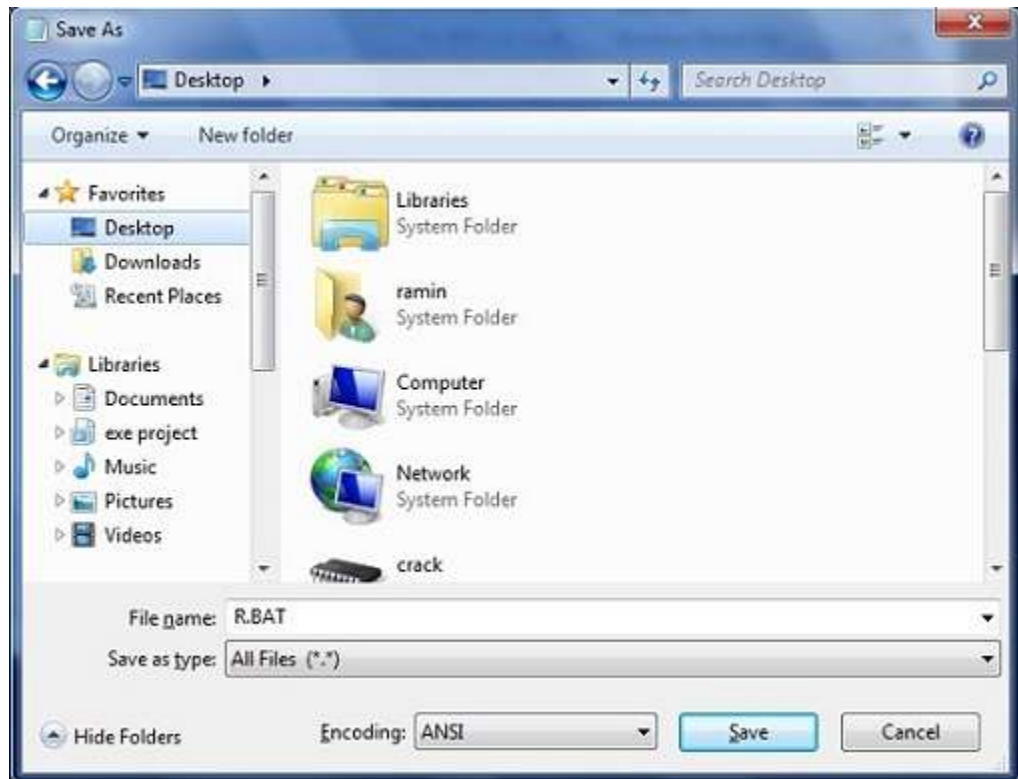 Save As
Desktop
Search Desktop
Organize
New folder
Favorites
Desktop
Downloads
Recent Places
Libraries
Documents
exe project
Music
Pictures
Videos
Libraries
System Folder
ramin
System Folder
Computer
System Folder
Network
System Folder
crack
File name: R.BAT
Save as type: All Files (*.*)
Hide Folders
Encoding: ANSI
Save
Cancel